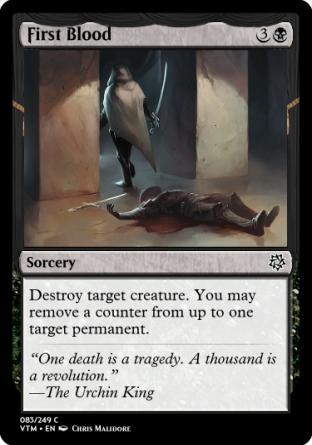 First Blood 3
Sorcery
Destroy target creature. You may
remove a counter from up to one
target permanent.
“One death is a tragedy. A thousand is
a revolution.”
—The Urchin King
083/249 C
VTM • EN Chris Malidore